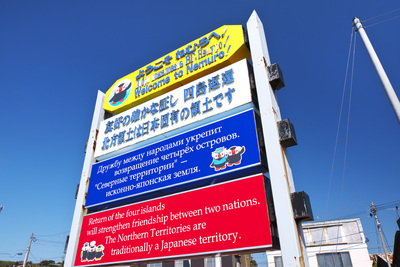 ようこそ ねむろへ
Welcome to Nemuro!
友好の確かな証し 四島返還
北方領土は日本固有の領土です
Дружбу между народами укрепит
возвращение четырёх островов.
"Северные территории" –
исконно-японская земля.
Return of the four islands
will strengthen friendship between two nations.
The Northern Territories are
traditionally a Japanese territory.